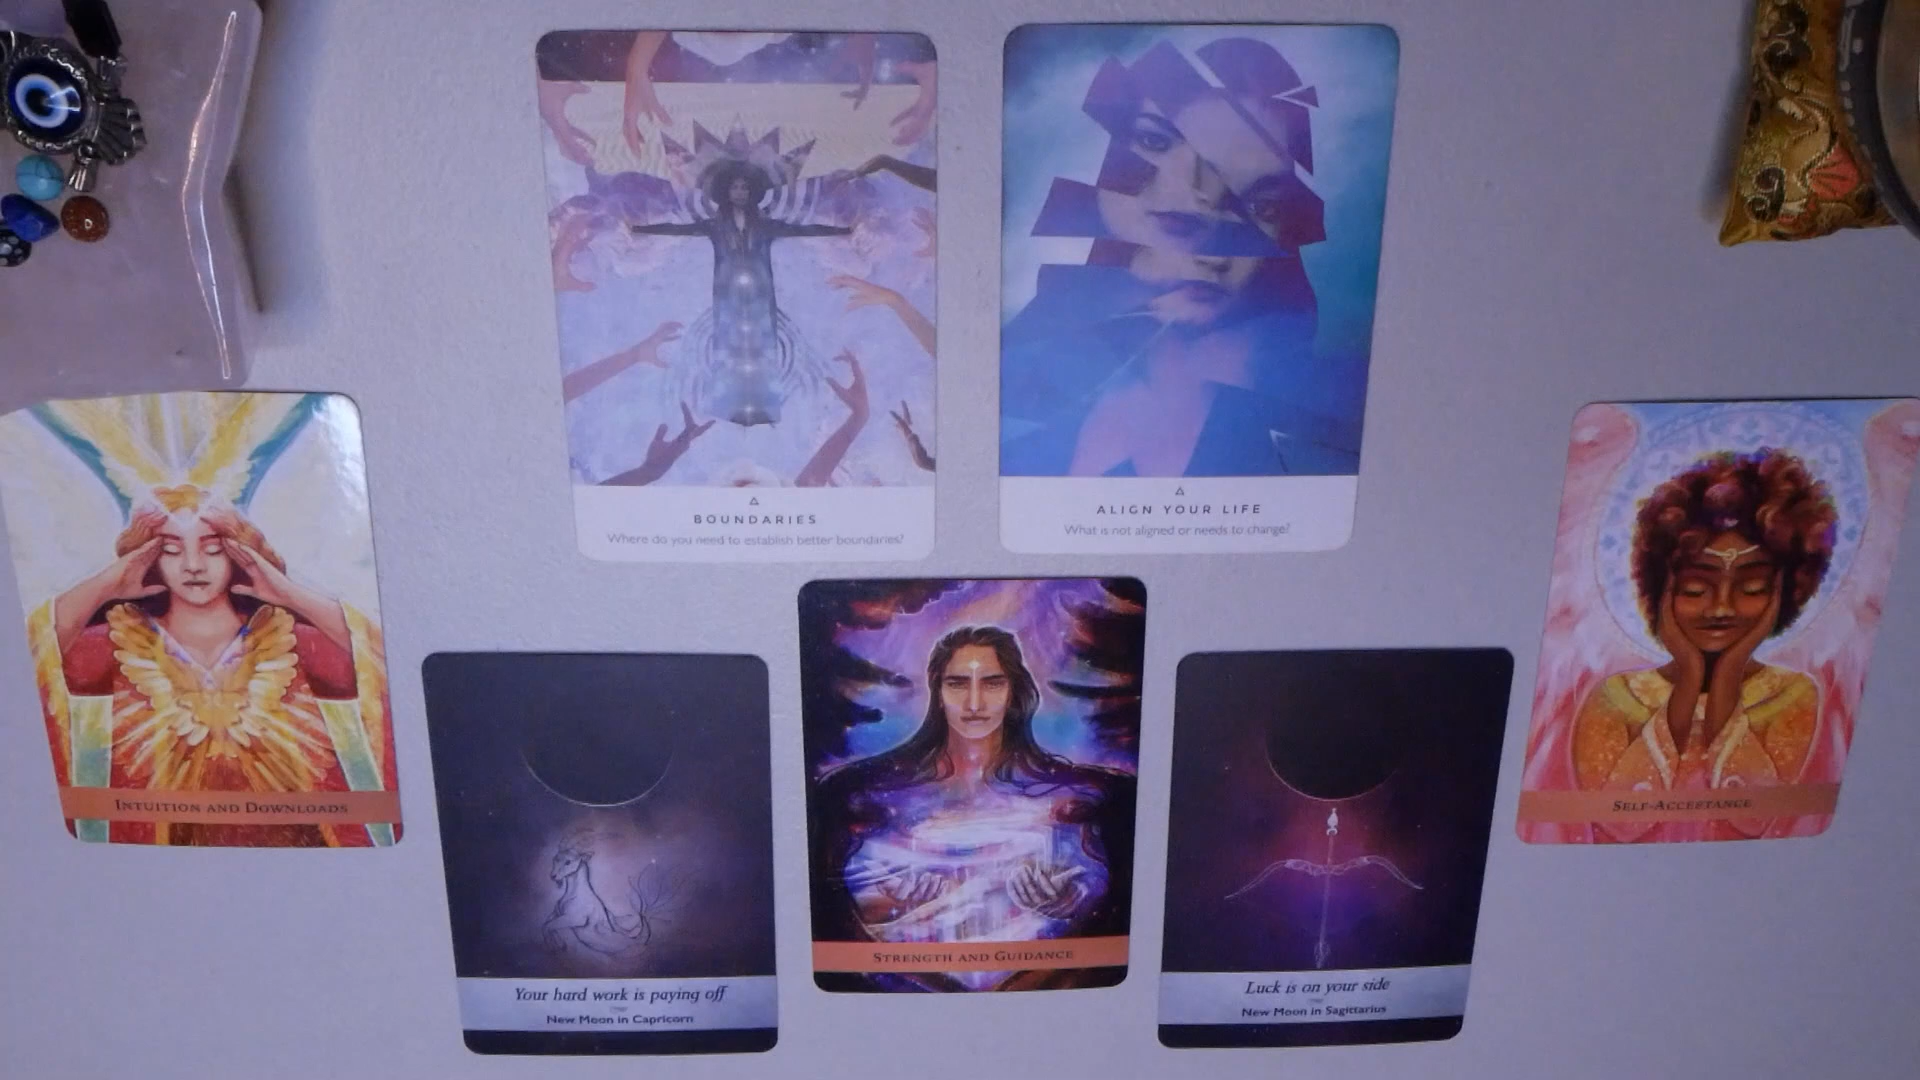 BOUNDARIES
Where do you need to establish better boundaries?
ALIGN YOUR LIFE
What is not aligned or needs to change?
INTUITION AND DOWNLOADS
SELF-ACCEPTANCE
STRENGTH AND GUIDANCE
Your hard work is paying off
New Moon in Capricorn
Luck is on your side
New Moon in Sagittarius